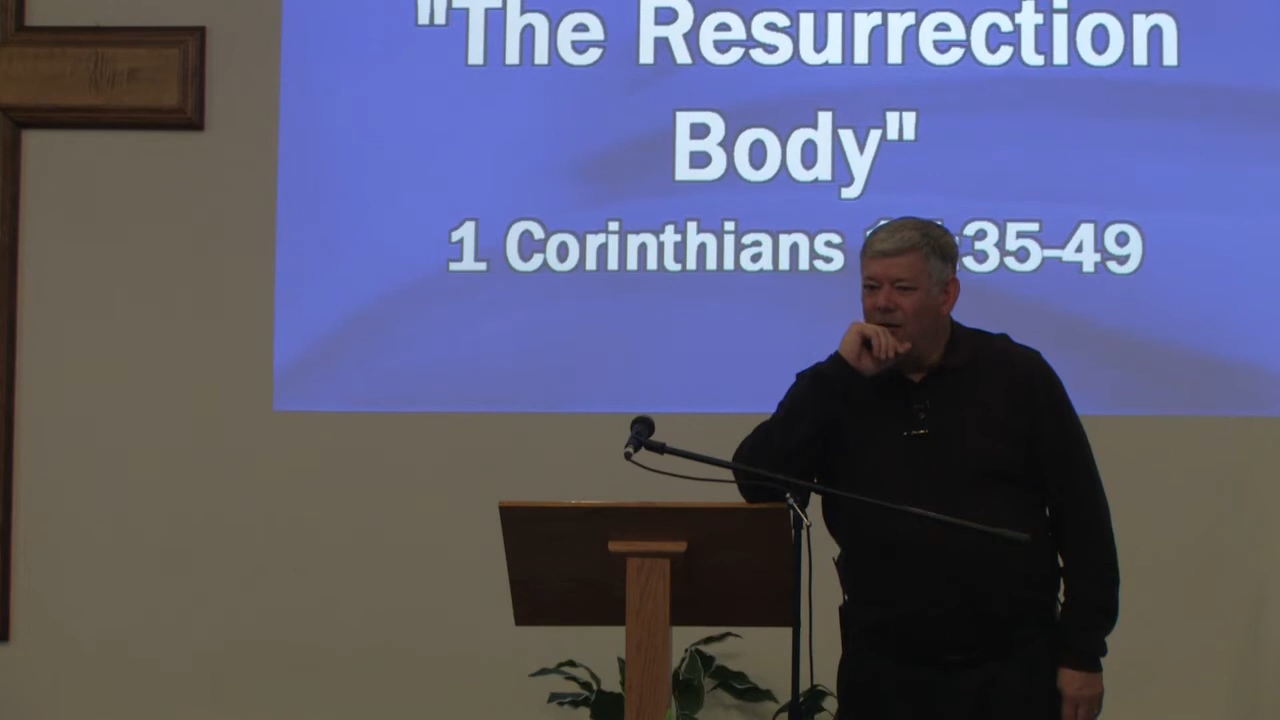 "The Resurrection
Body"
1 Corinthians :35-49